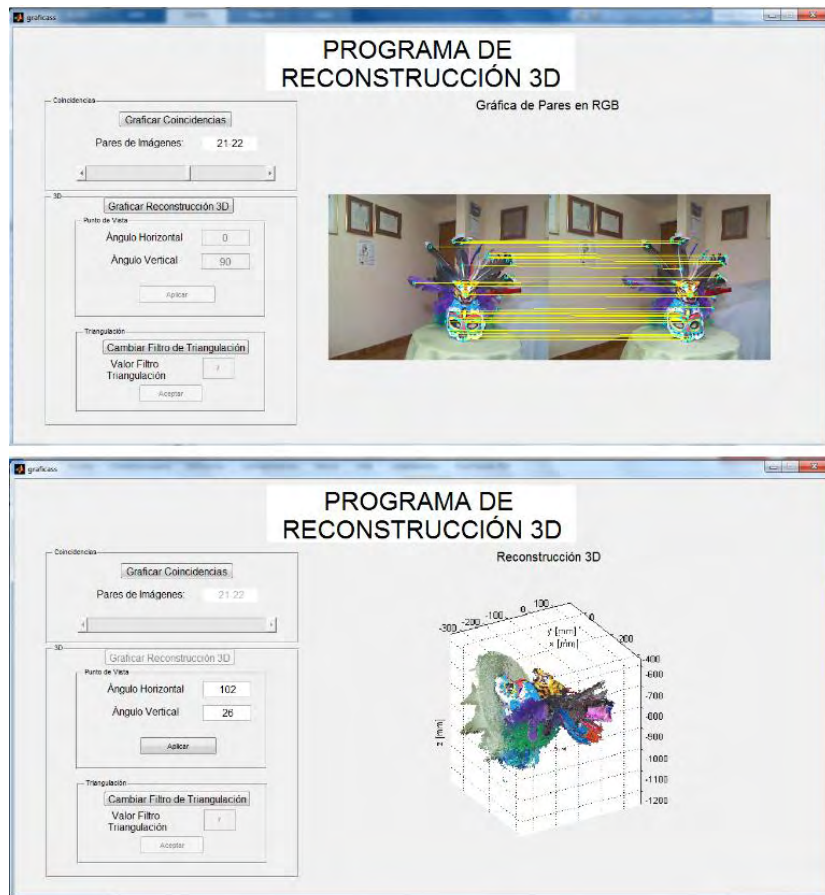 graficass
PROGRAMA DE
RECONSTRUCCIÓN 3D
Coincidencias
Graficar Coincidencias
Pares de Imágenes:
21-22
3D
Graficar Reconstrucción 3D
Punto de Vista
Ángulo Horizontal
0
Ángulo Vertical
90
Aplicar
Triangulación
Cambiar Filtro de Triangulación
Valor Filtro
Triangulación
Aceptar
Gráfica de Pares en RGB
graficass
PROGRAMA DE
RECONSTRUCCIÓN 3D
Coincidencias
Graficar Coincidencias
Pares de Imágenes:
21-22
3D
Graficar Reconstrucción 3D
Punto de Vista
Ángulo Horizontal
102
Ángulo Vertical
26
Aplicar
Triangulación
Cambiar Filtro de Triangulación
Valor Filtro
Triangulación
Aceptar
Reconstrucción 3D
-300 -200 -100 0 100
0
200
y [mm]
x [mm]
z [mm]
-400
-600
-700
-800
-900
-1000
-1100
-1200